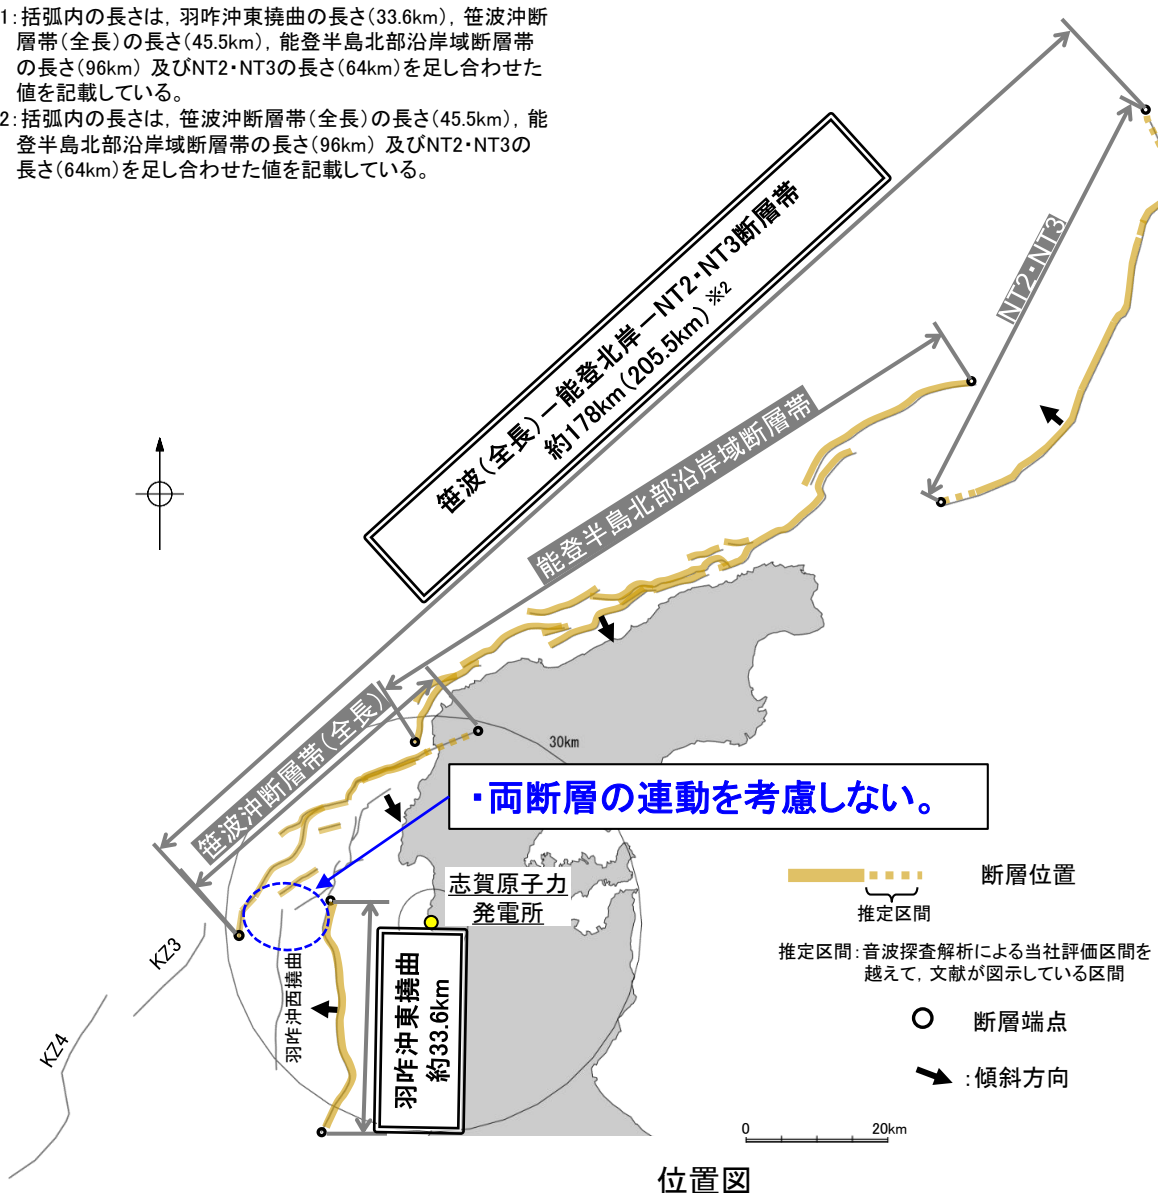 1:括弧内の長さは, 羽咋沖東撓曲の長さ(33.6km), 笹波沖断
層帯(全長)の長さ(45.5km), 能登半島北部沿岸域断層帯
の長さ(96km) 及びNT2・NT3の長さ(64km)を足し合わせた
値を記載している。
2:括弧内の長さは, 笹波沖断層帯(全長)の長さ(45.5km), 能
登半島北部沿岸域断層帯の長さ(96km) 及びNT2・NT3の
長さ(64km)を足し合わせた値を記載している。
笹波(全長)-能登北岸-NT2・NT3断層帯
約178km(205.5km)※2
NT2・NT3
能登半島北部沿岸域断層帯
笹波沖断層帯(全長)
30km
・両断層の連動を考慮しない。
志賀原子力
発電所
断層位置
推定区間
KZ3
羽咋沖西撓曲
羽咋沖東撓曲
約33.6km
推定区間:音波探査解析による当社評価区間を
越えて, 文献が図示している区間
断層端点
KZ4
:傾斜方向
0 20km
位置図